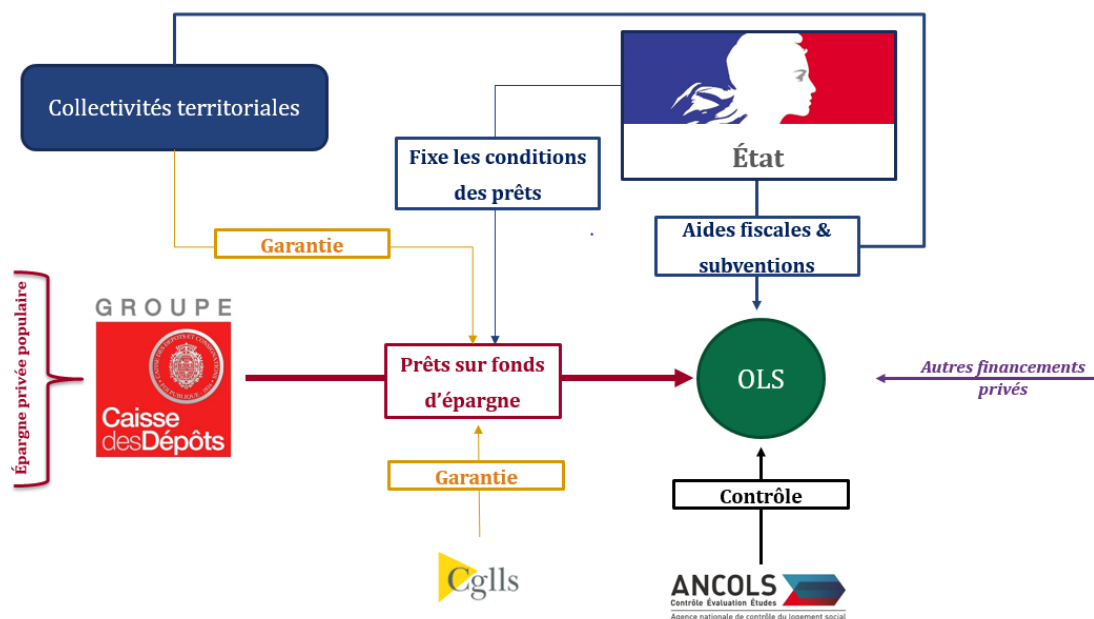 Collectivités territoriales
État
Fixe les conditions
des prêts
Aides fiscales &
subventions
Garantie
Épargne privée populaire
GROUPE
Caisse
desDépôts
Prêts sur fonds
d'épargne
OLS
Autres financements
privés
Garantie
Contrôle
Cglls
ANCOLS
Contrôle Évaluation Études
Agence nationale de contrôle du logement social